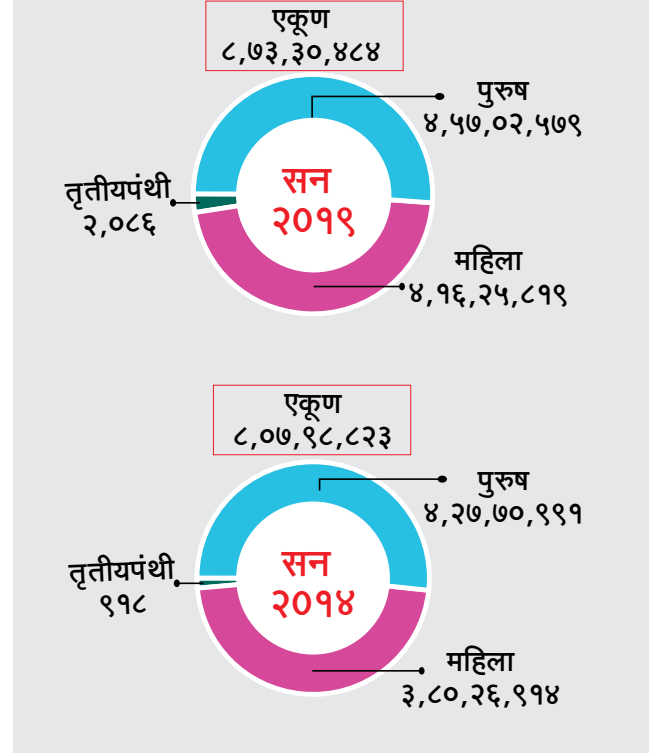 एकूण
८,७३,३०,४८४
पुरुष
४,५७,०२,५७९
तृतीयपंथी
२,०८६
सन
२०१९
महिला
४,१६,२५,८१९
एकूण
८,०७,९८,८२३
पुरुष
४,२७,७०,९९१
तृतीयपंथी
९१८
सन
२०१४
महिला
३,८०,२६,९१४